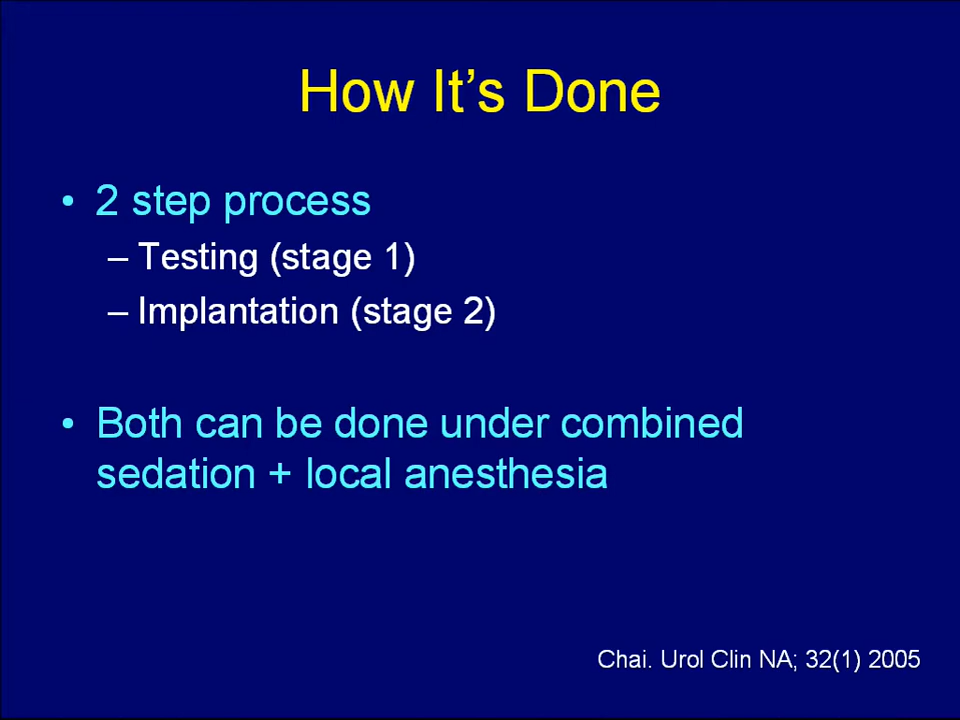 How It’s Done
• 2 step process
– Testing (stage 1)
– Implantation (stage 2)
• Both can be done under combined
sedation + local anesthesia
Chai. Urol Clin NA; 32(1) 2005